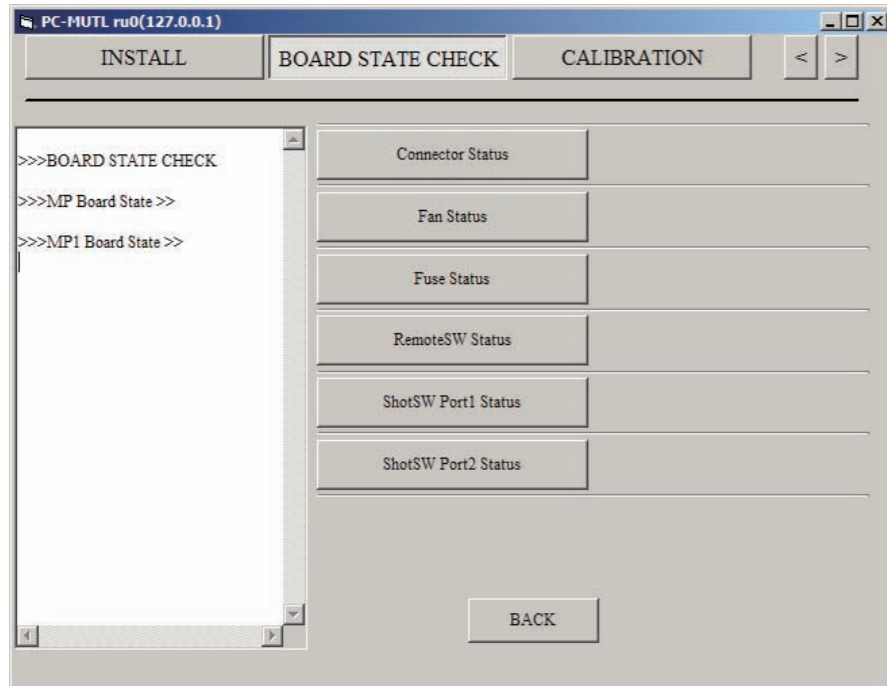 PC-MUTL ru0(127.0.0.1)
INSTALL
BOARD STATE CHECK
CALIBRATION
<
>
>>>BOARD STATE CHECK
>>>MP Board State >>
>>>MP1 Board State >>
Connector Status
Fan Status
Fuse Status
RemoteSW Status
ShotSW Port1 Status
ShotSW Port2 Status
BACK